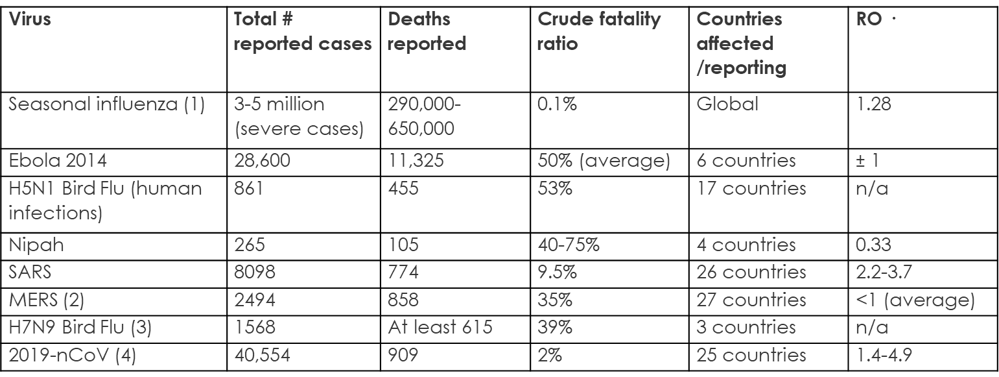 Virus Total # reported cases Deaths reported Crude fatality ratio Countries affected /reporting RO ·
Seasonal influenza (1) 3-5 million (severe cases) 290,000-650,000 0.1% Global 1.28
Ebola 2014 28,600 11,325 50% (average) 6 countries ± 1
H5N1 Bird Flu (human infections) 861 455 53% 17 countries n/a
Nipah 265 105 40-75% 4 countries 0.33
SARS 8098 774 9.5% 26 countries 2.2-3.7
MERS (2) 2494 858 35% 27 countries <1 (average)
H7N9 Bird Flu (3) 1568 At least 615 39% 3 countries n/a
2019-nCoV (4) 40,554 909 2% 25 countries 1.4-4.9